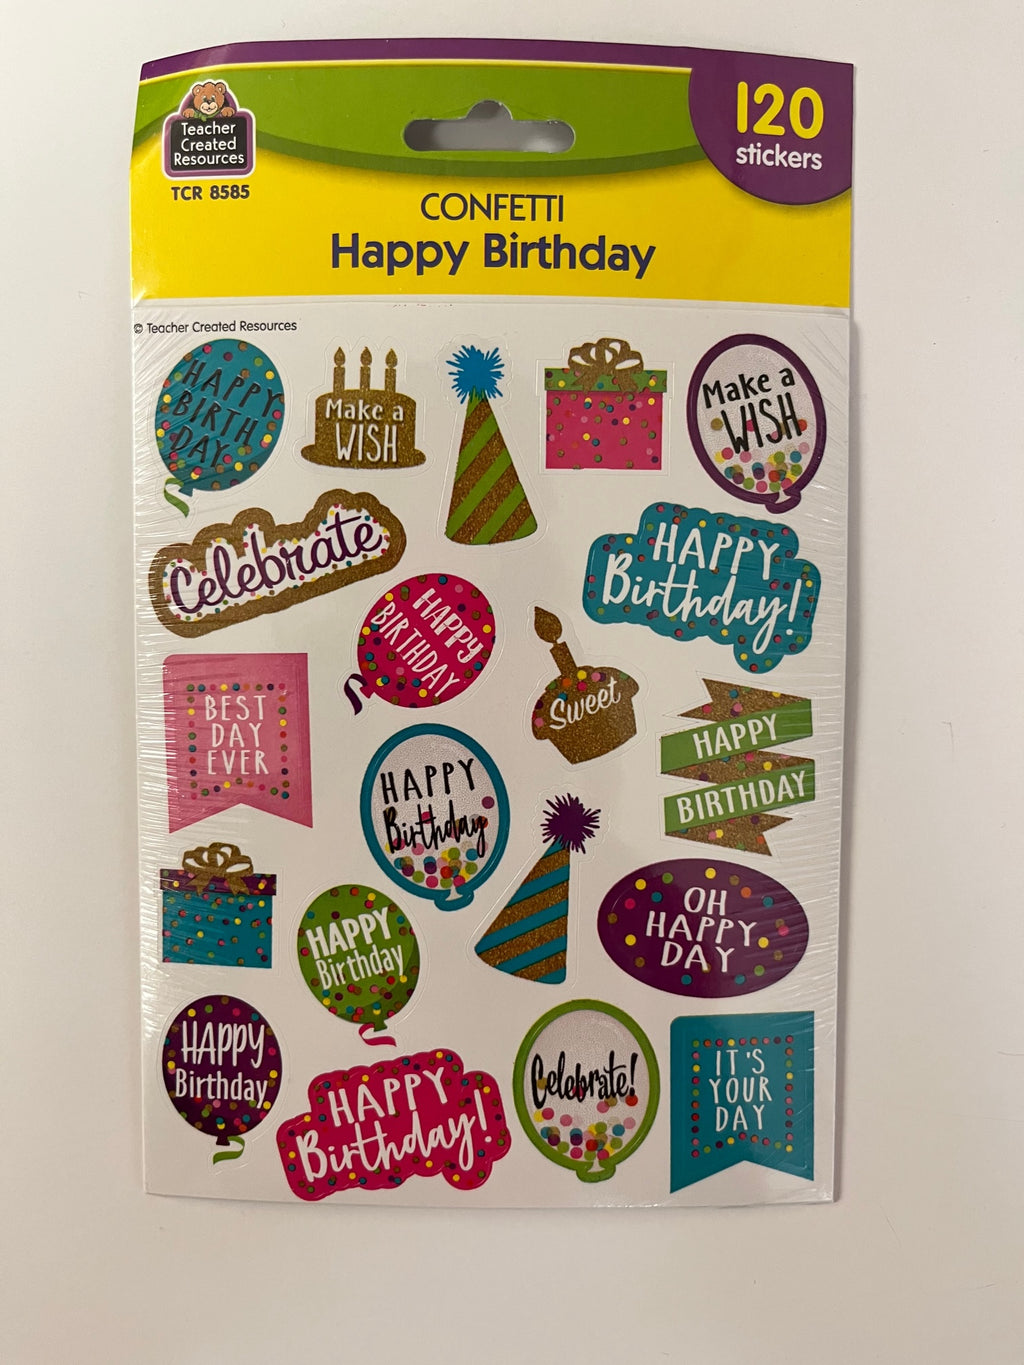 Teacher
Created
Resources
TCR 8585
120
stickers
CONFETTI
Happy Birthday
© Teacher Created Resources
HAPPY
BIRTH
DAY
Make a
WISH
Make a
WISH
Celebrate
HAPPY
Birthday!
HAPPY
BIRTHDAY
Sweet
BEST
DAY
EVER
HAPPY
BIRTHDAY
HAPPY
Birthday
OH
HAPPY
DAY
HAPPY
Birthday
HAPPY
Birthday
HAPPY
Birthday!
Celebrate!
IT'S
YOUR
DAY